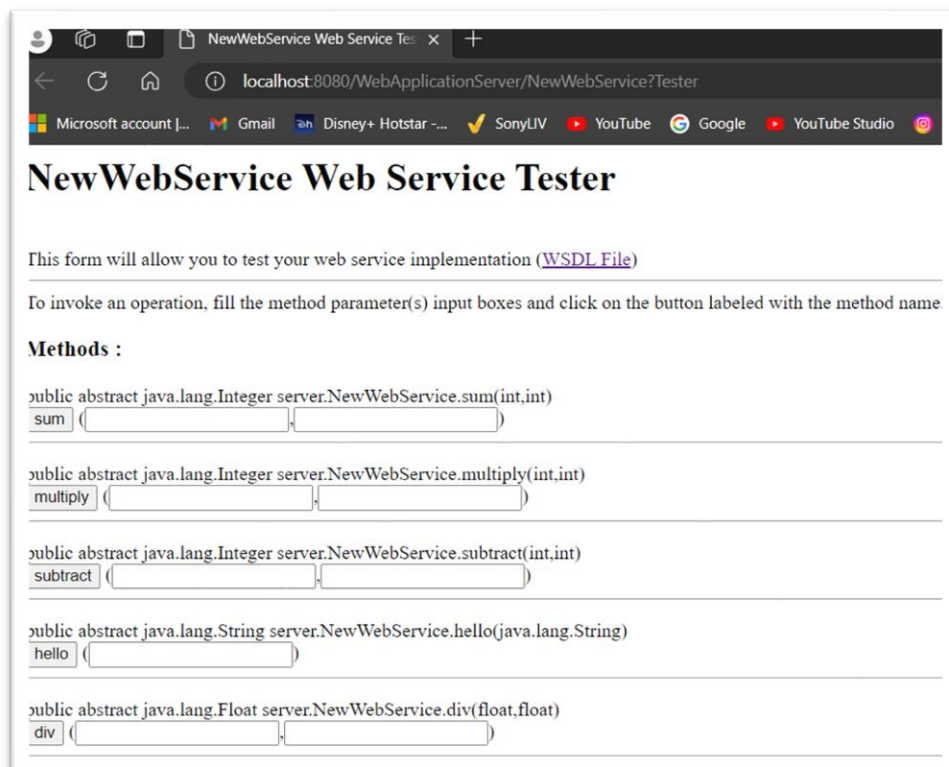 NewWebService Web Service Tes
localhost:8080/WebApplicationServer/NewWebService?Tester
Microsoft account |... Gmail Disney+ Hotstar -... SonyLIV YouTube Google YouTube Studio
NewWebService Web Service Tester
This form will allow you to test your web service implementation (WSDL File)
To invoke an operation, fill the method parameter(s) input boxes and click on the button labeled with the method name.
Methods :
public abstract java.lang.Integer server.NewWebService.sum(int,int)
sum ( , )
public abstract java.lang.Integer server.NewWebService.multiply(int,int)
multiply ( , )
public abstract java.lang.Integer server.NewWebService.subtract(int,int)
subtract ( , )
public abstract java.lang.String server.NewWebService.hello(java.lang.String)
hello ( )
public abstract java.lang.Float server.NewWebService.div(float,float)
div ( , )